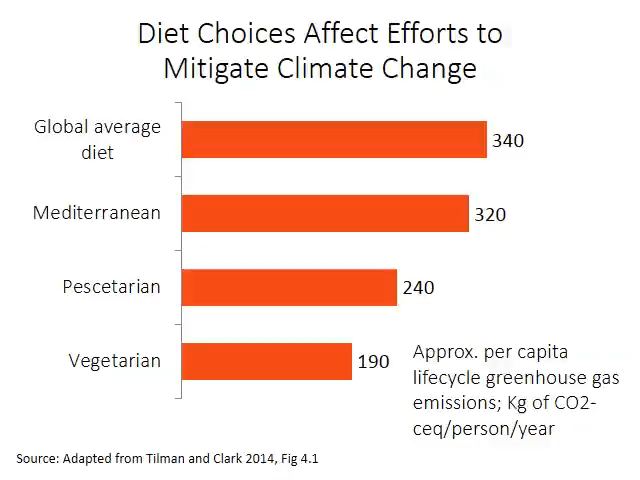 Diet Choices Affect Efforts to
Mitigate Climate Change
Global average
diet
340
Mediterranean
320
Pescetarian
240
Vegetarian
190
Approx. per capita
lifecycle greenhouse gas
emissions; Kg of CO2-
ceq/person/year
Source: Adapted from Tilman and Clark 2014, Fig 4.1